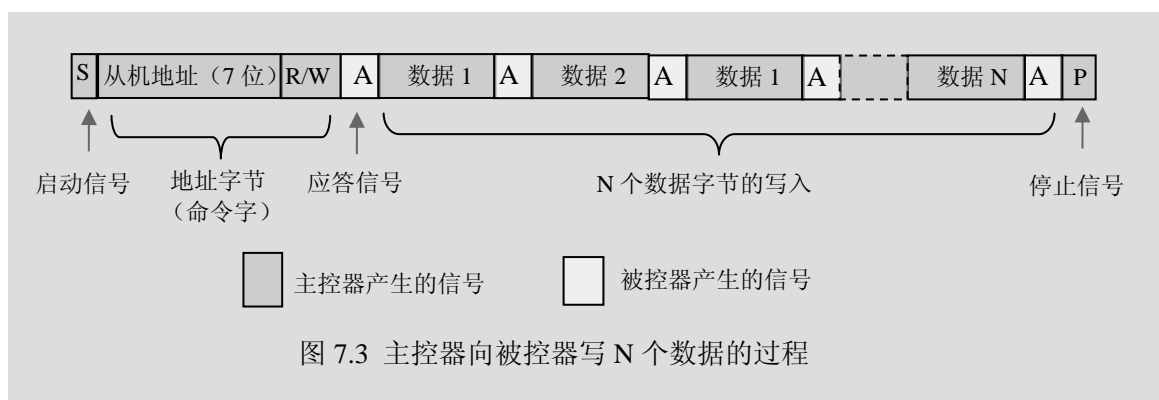 S 从机地址（7 位） R/W A 数据 1 A 数据 2 A 数据 1 A 数据 N A P
启动信号 地址字节 应答信号 N 个数据字节的写入 停止信号
（命令字）
主控器产生的信号 被控器产生的信号
图 7.3 主控器向被控器写 N 个数据的过程